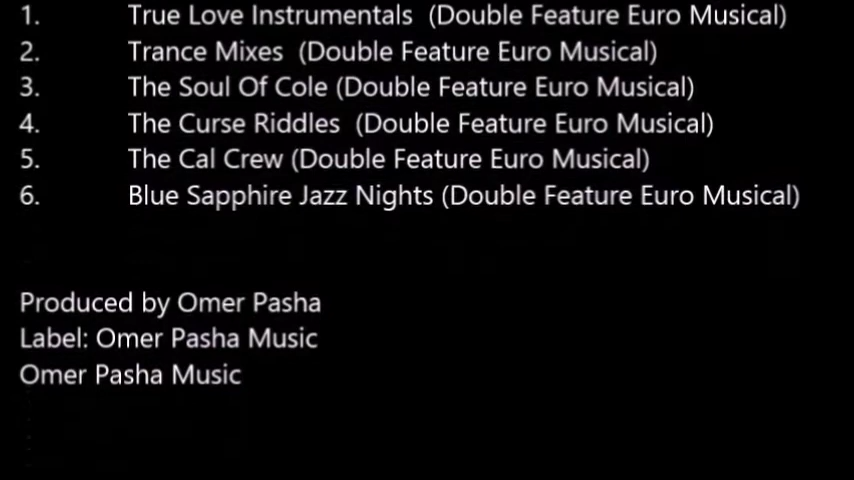 1. True Love Instrumentals  (Double Feature Euro Musical)
2. Trance Mixes  (Double Feature Euro Musical)
3. The Soul Of Cole (Double Feature Euro Musical)
4. The Curse Riddles  (Double Feature Euro Musical)
5. The Cal Crew (Double Feature Euro Musical)
6. Blue Sapphire Jazz Nights (Double Feature Euro Musical)
Produced by Omer Pasha
Label: Omer Pasha Music
Omer Pasha Music